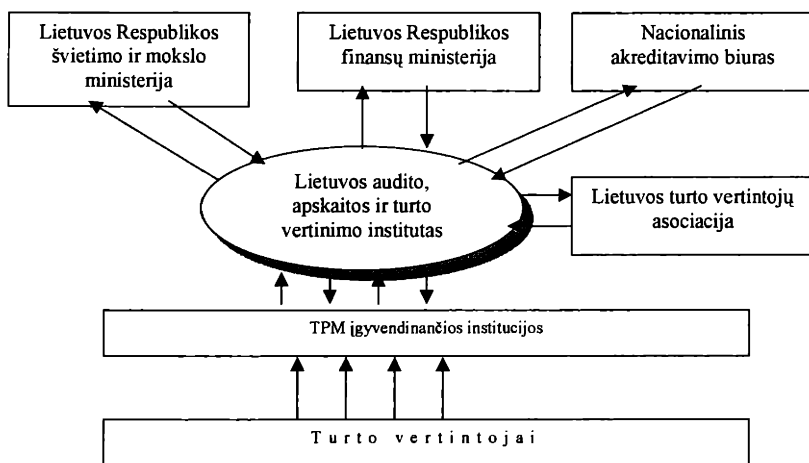 Lietuvos Respublikos
švietimo ir mokslo
ministerija
Lietuvos Respublikos
finansų ministerija
Nacionalinis
akreditavimo biuras
Lietuvos audito,
apskaitos ir turto
vertinimo institutas
Lietuvos turto vertintojų
asociacija
TPM įgyvendinančios institucijos
Turto vertintojai